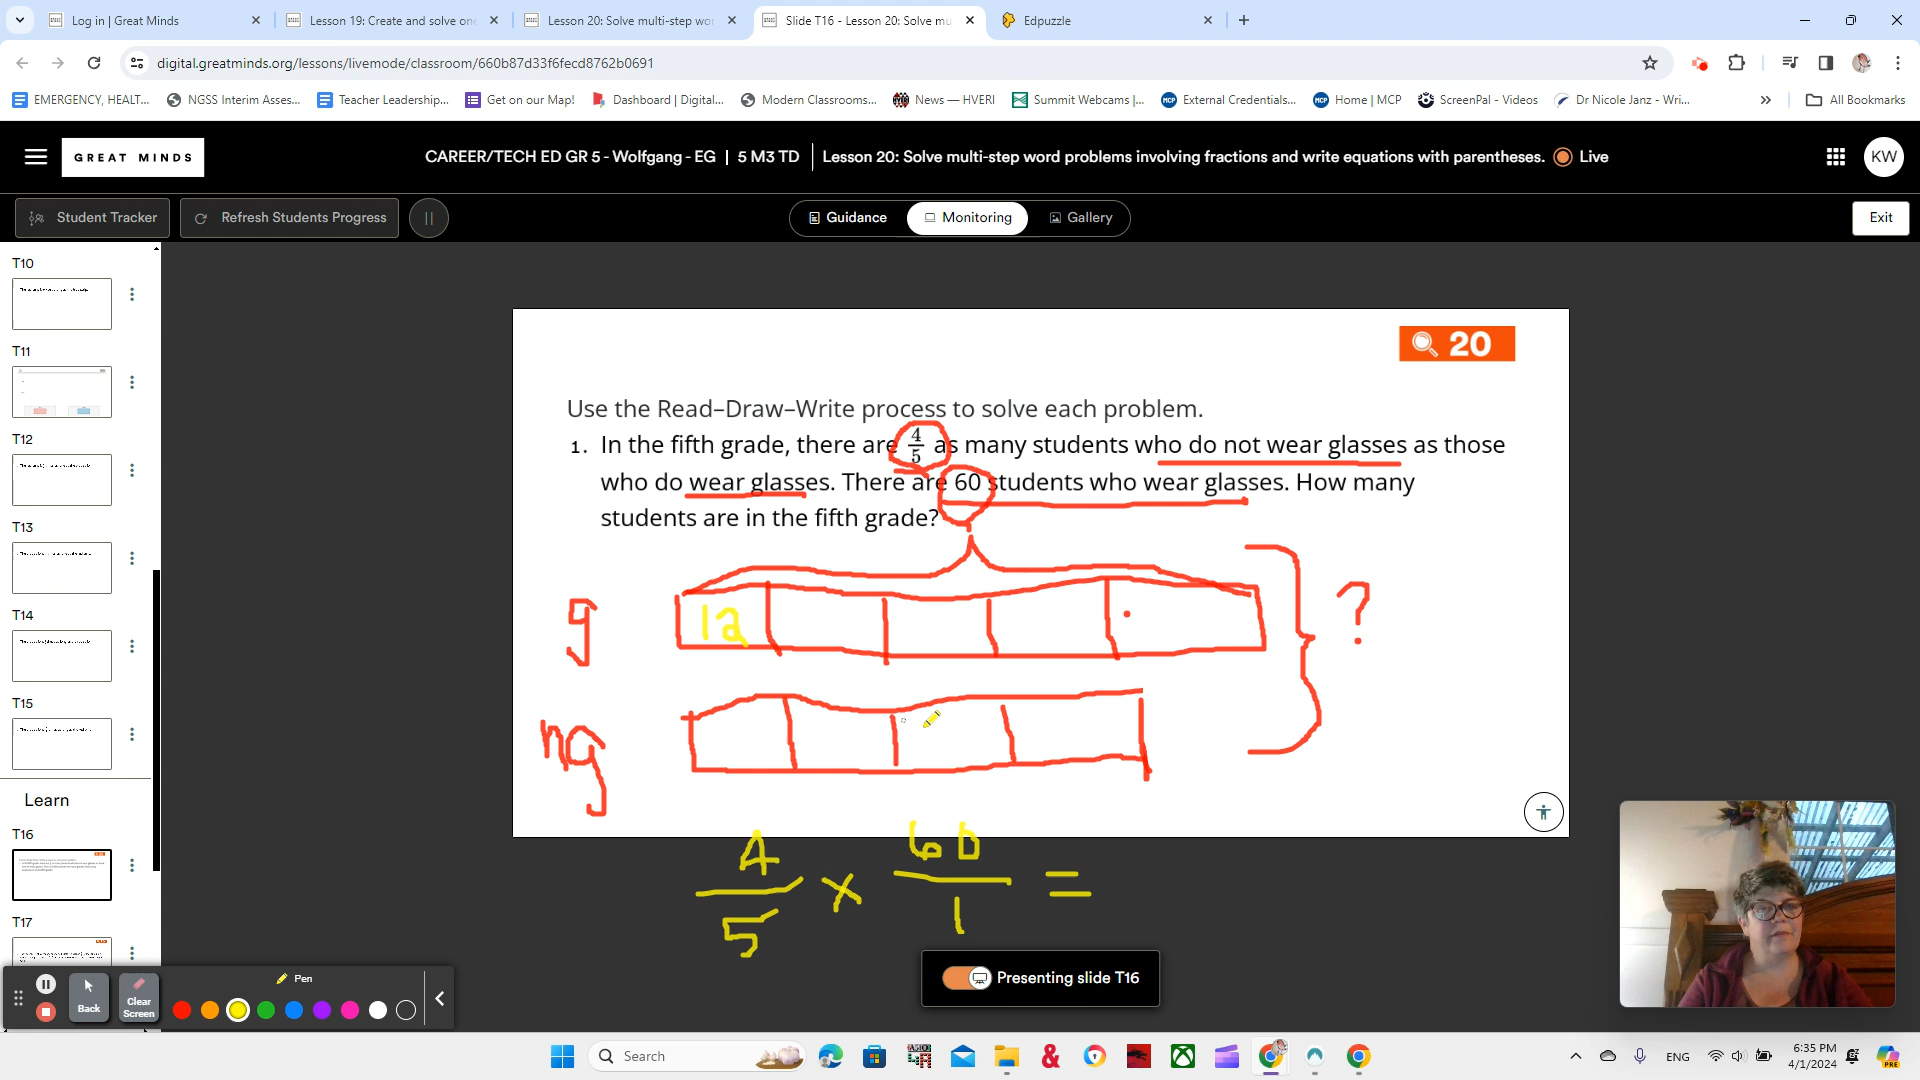 Log in | Great Minds
Lesson 19: Create and solve one
Lesson 20: Solve multi-step wor
Slide T16 - Lesson 20: Solve mu
Edpuzzle
digital.greatminds.org/lessons/livemode/classroom/660b87d33f6fecd8762b0691
EMERGENCY, HEALT...
NGSS Interim Asses...
Teacher Leadership...
Get on our Map!
Dashboard | Digital...
Modern Classrooms...
News — HVERI
Summit Webcams |...
External Credentials...
Home | MCP
ScreenPal - Videos
Dr Nicole Janz - Wri...
»
All Bookmarks
GREAT MINDS
CAREER/TECH ED GR 5 - Wolfgang - EG | 5 M3 TD
Lesson 20: Solve multi-step word problems involving fractions and write equations with parentheses.
Live
KW
Student Tracker
Refresh Students Progress
Guidance
Monitoring
Gallery
Exit
T10
T11
T12
T13
T14
T15
Learn
T16
T17
20
Use the Read–Draw–Write process to solve each problem.
1. In the fifth grade, there are 4/5 as many students who do not wear glasses as those
who do wear glasses. There are 60 students who wear glasses. How many
students are in the fifth grade?
g
12
?
ng
4/5 × 60/1 =
Presenting slide T16
Back
Clear Screen
Pen
Search
ENG
6:35 PM
4/1/2024